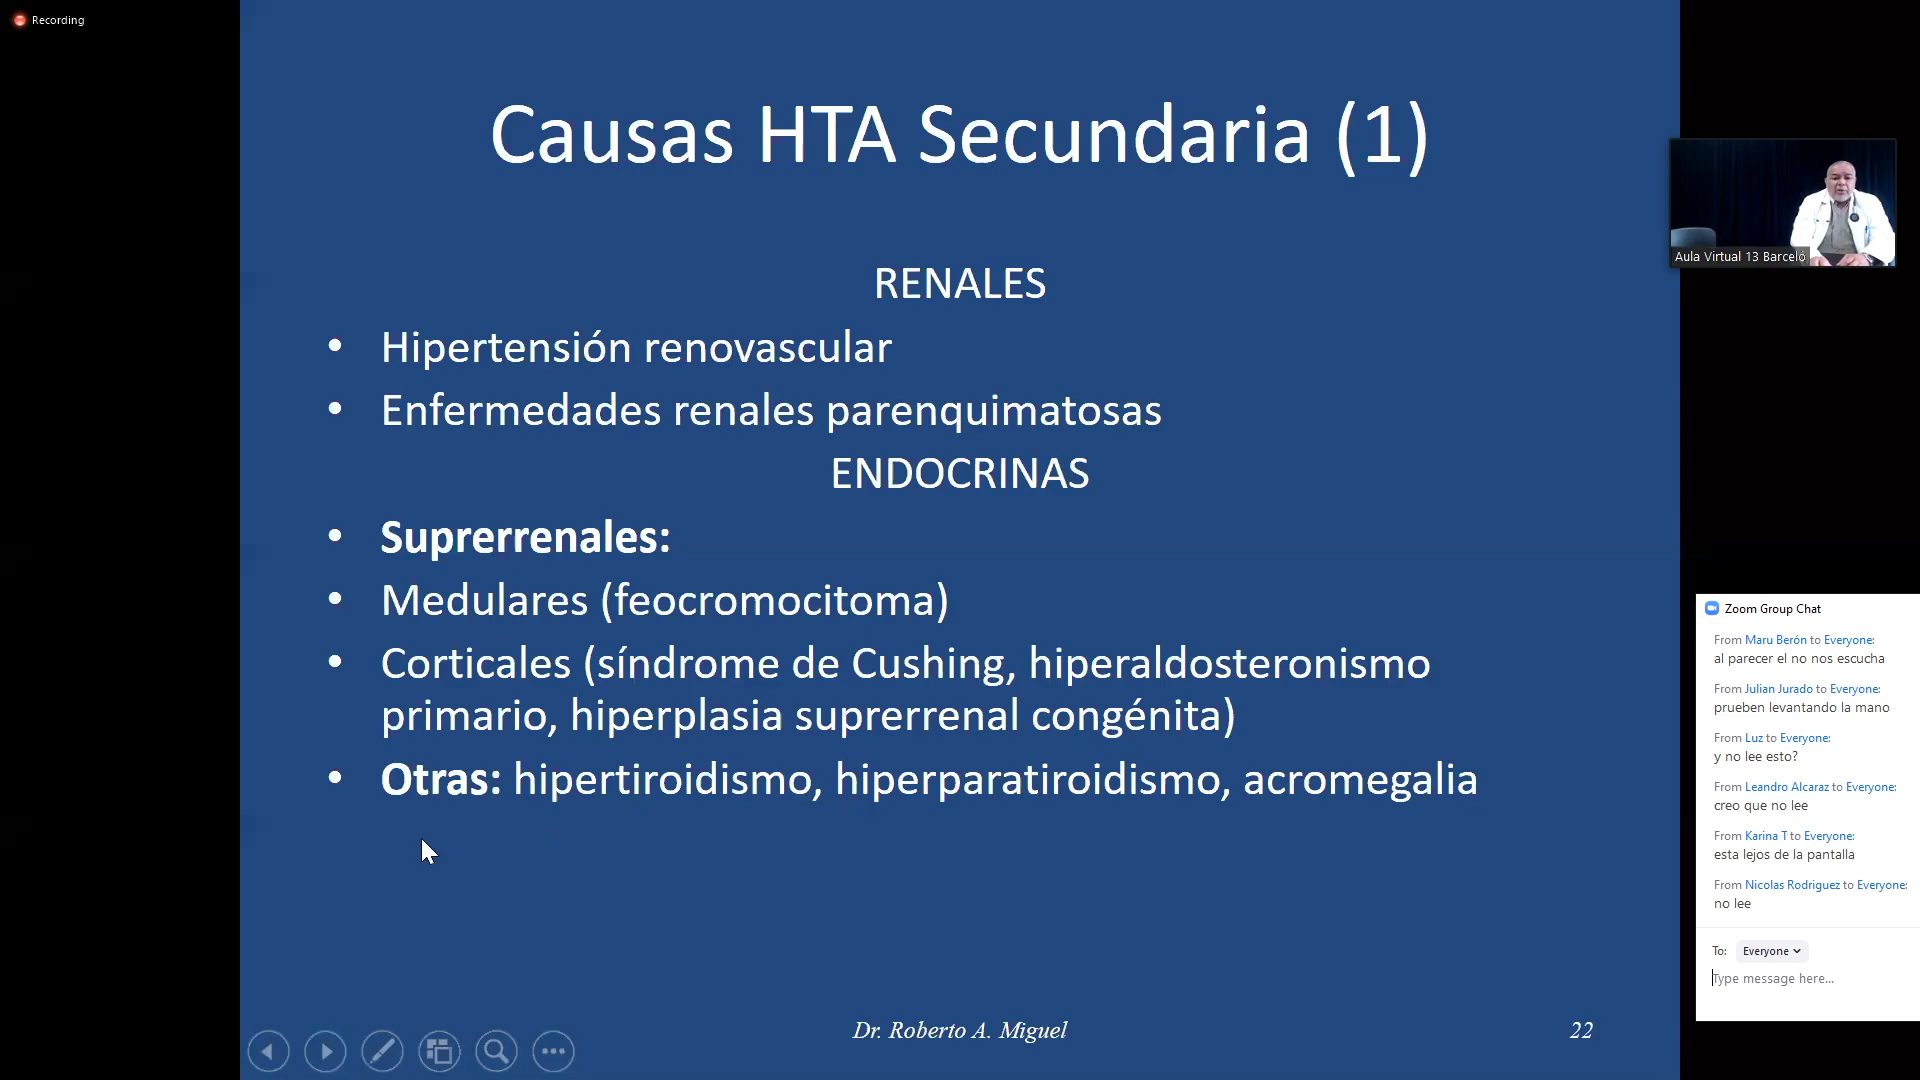 Recording
Causas HTA Secundaria (1)
RENALES
• Hipertensión renovascular
• Enfermedades renales parenquimatosas
ENDOCRINAS
• Suprerrenales:
• Medulares (feocromocitoma)
• Corticales (síndrome de Cushing, hiperaldosteronismo
primario, hiperplasia suprerrenal congénita)
• Otras: hipertiroidismo, hiperparatiroidismo, acromegalia
Dr. Roberto A. Miguel
22
Aula Virtual 13 Barceló
Zoom Group Chat
From Maru Berón to Everyone:
al parecer el no nos escucha
From Julian Jurado to Everyone:
prueben levantando la mano
From Luz to Everyone:
y no lee esto?
From Leandro Alcaraz to Everyone:
creo que no lee
From Karina T to Everyone:
esta lejos de la pantalla
From Nicolas Rodriguez to Everyone:
no lee
To: Everyone
Type message here...